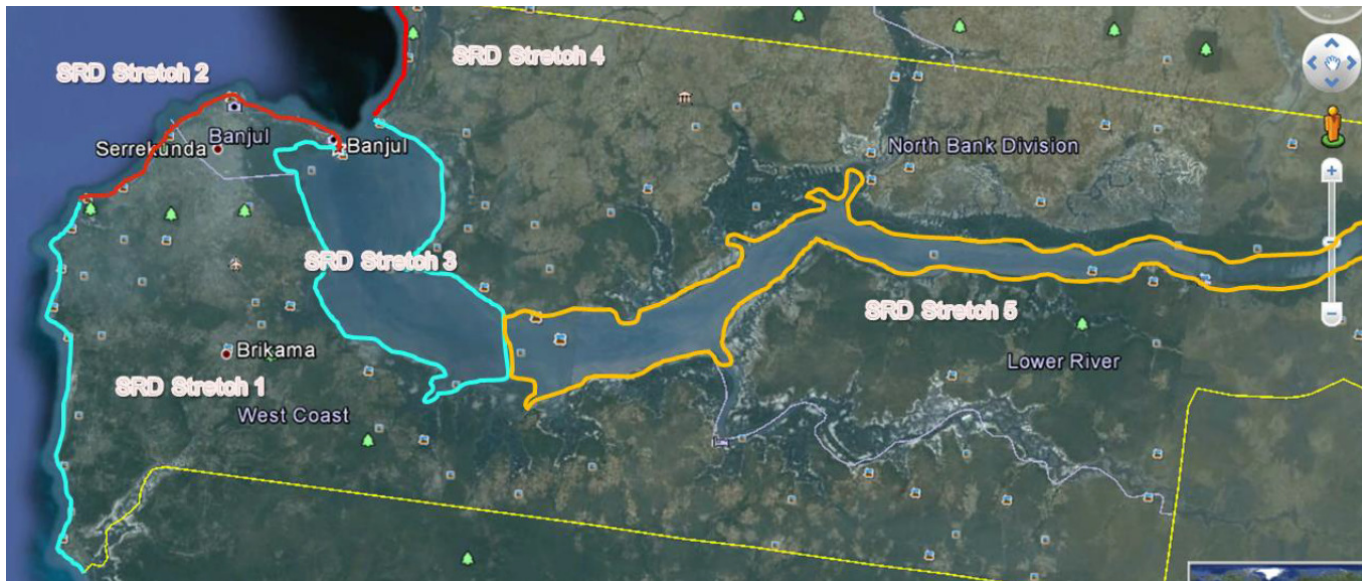 SRD Stretch 4
SRD Stretch 2
Banjul
Serrekunda
Banjul
North Bank Division
SRD Stretch 3
SRD Stretch 5
Brikama
Lower River
SRD Stretch 1
West Coast